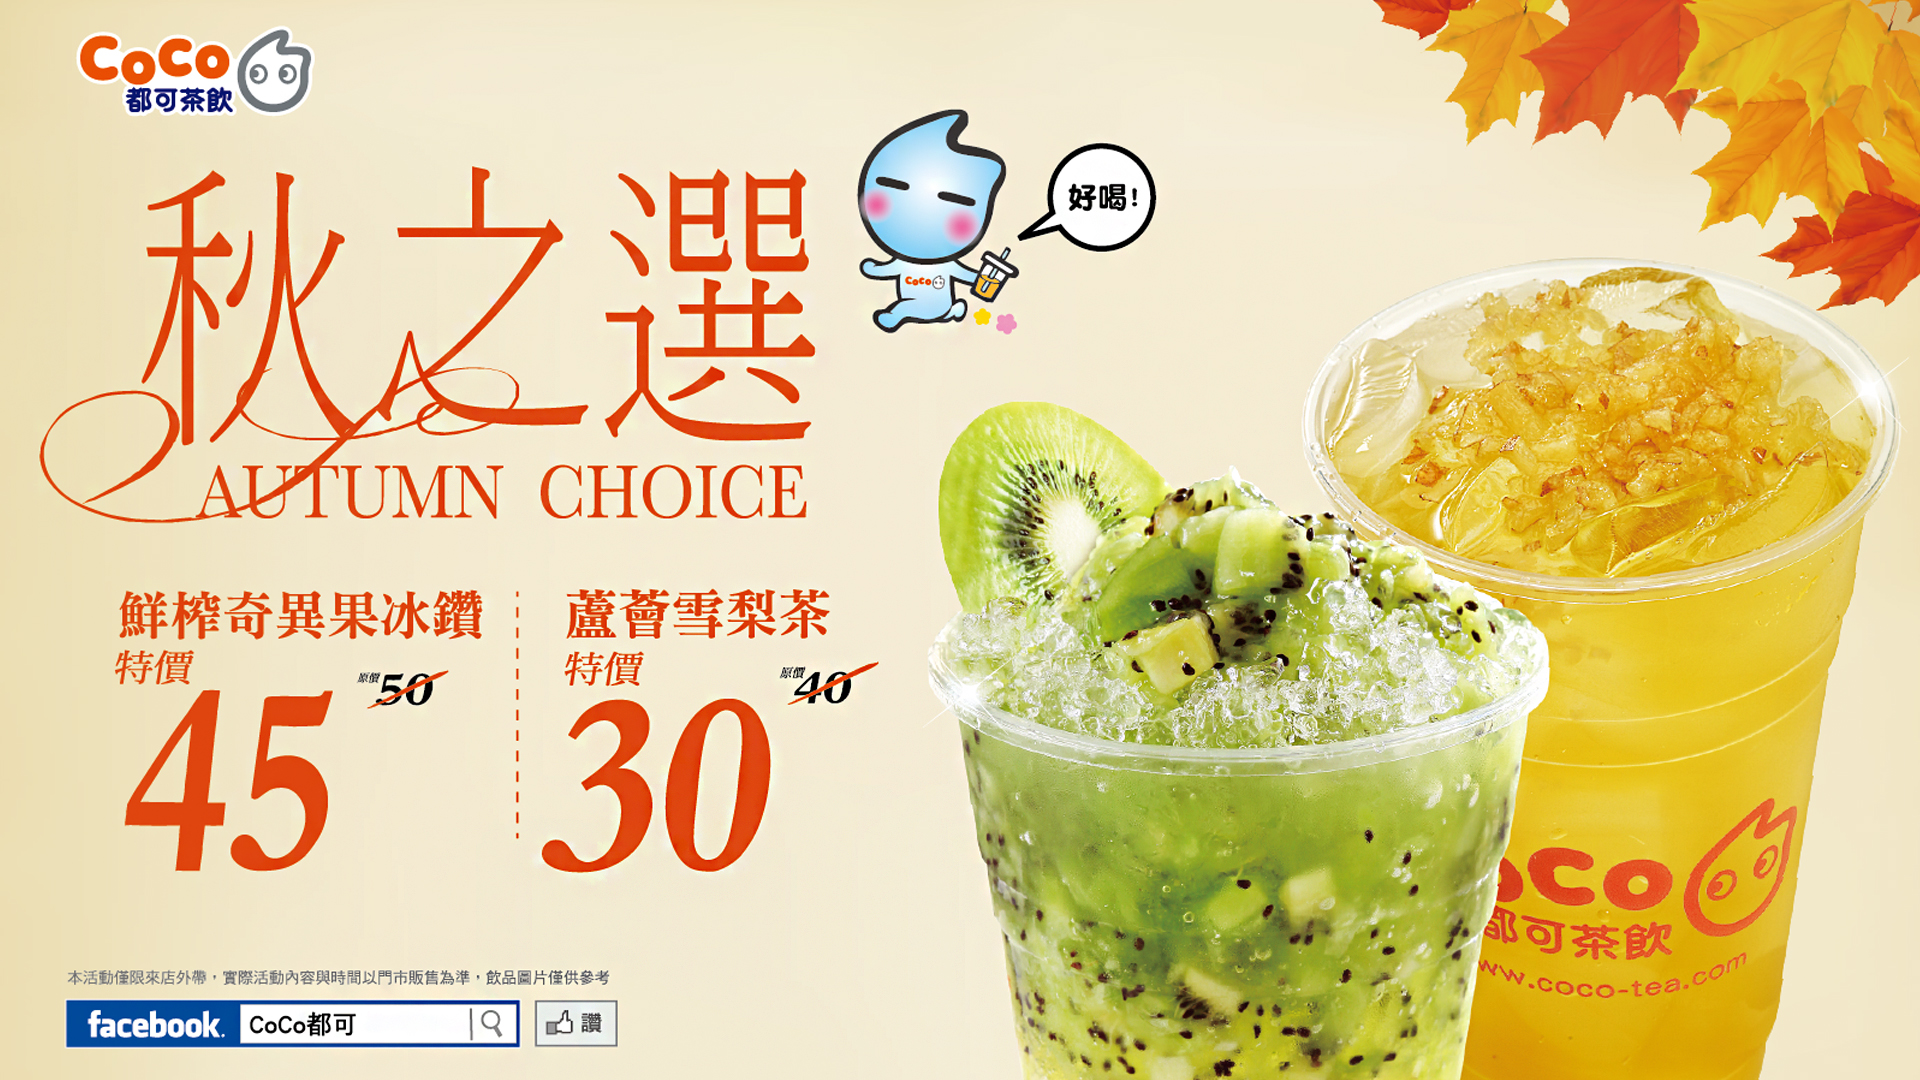 CoCo
都可茶飲
好喝!
秋之選
AUTUMN CHOICE
鮮榨奇異果冰鑽
特價
45
原價50
蘆薈雪梨茶
特價
30
原價40
CoCo
都可茶飲
www.coco-tea.com
本活動僅限來店外帶，實際活動內容與時間以門市販售為準，飲品圖片僅供參考
facebook. CoCo都可 讚